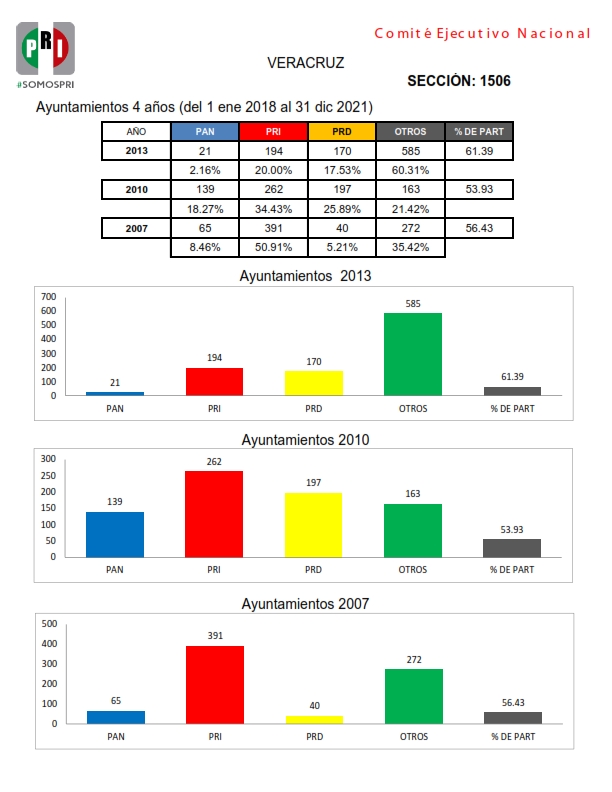 Comité Ejecutivo Nacional
PRI
#SOMOSPRI
VERACRUZ
SECCIÓN: 1506
Ayuntamientos 4 años (del 1 ene 2018 al 31 dic 2021)
AÑO PAN PRI PRD OTROS % DE PART
2013 21 194 170 585 61.39
2.16% 20.00% 17.53% 60.31%
2010 139 262 197 163 53.93
18.27% 34.43% 25.89% 21.42%
2007 65 391 40 272 56.43
8.46% 50.91% 5.21% 35.42%
Ayuntamientos 2013
700
600
500
400
300
200
100
0
21
194
170
585
61.39
PAN PRI PRD OTROS % DE PART
Ayuntamientos 2010
300
250
200
150
100
50
0
139
262
197
163
53.93
PAN PRI PRD OTROS % DE PART
Ayuntamientos 2007
500
400
300
200
100
0
65
391
40
272
56.43
PAN PRI PRD OTROS % DE PART